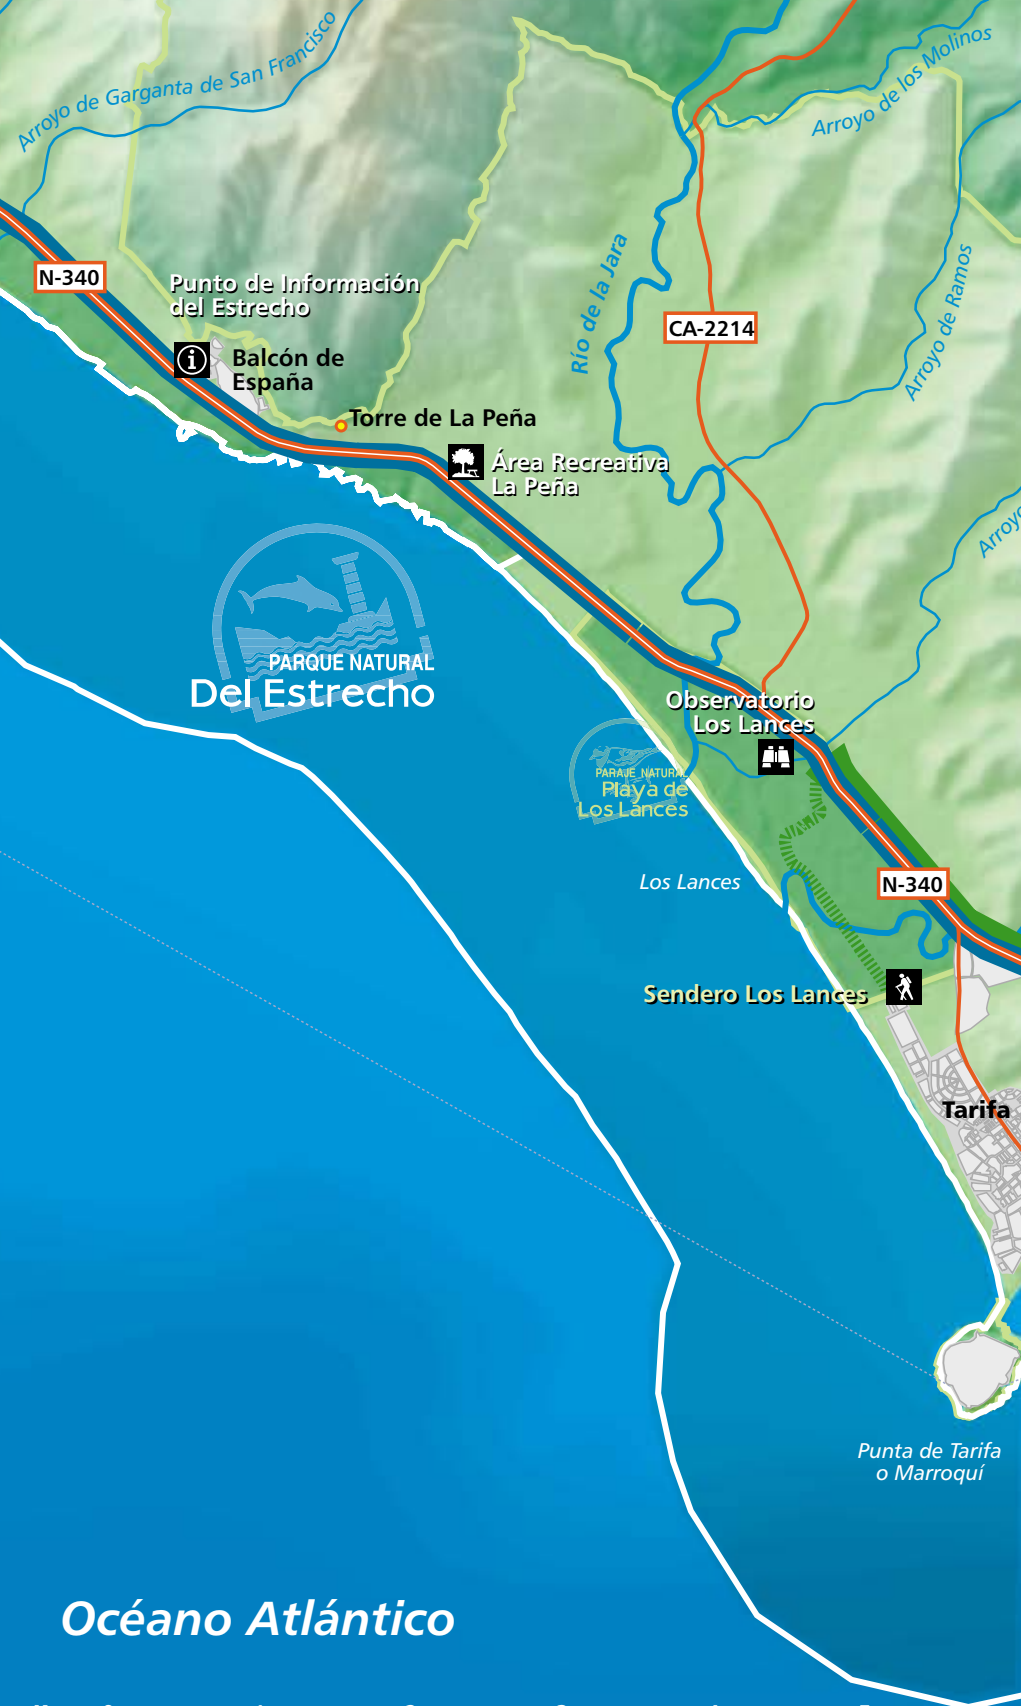 Arroyo de Garganta de San Francisco
Arroyo de los Molinos
N-340
Punto de Información
del Estrecho
Río de la Jara
Arroyo de Ramos
CA-2214
Balcón de
España
Torre de La Peña
Área Recreativa
La Peña
Arroyo
PARQUE NATURAL
Del Estrecho
Observatorio
Los Lances
PARAJE NATURAL
Playa de
Los Lances
Los Lances
N-340
Sendero Los Lances
Tarifa
Punta de Tarifa
o Marroquí
Océano Atlántico